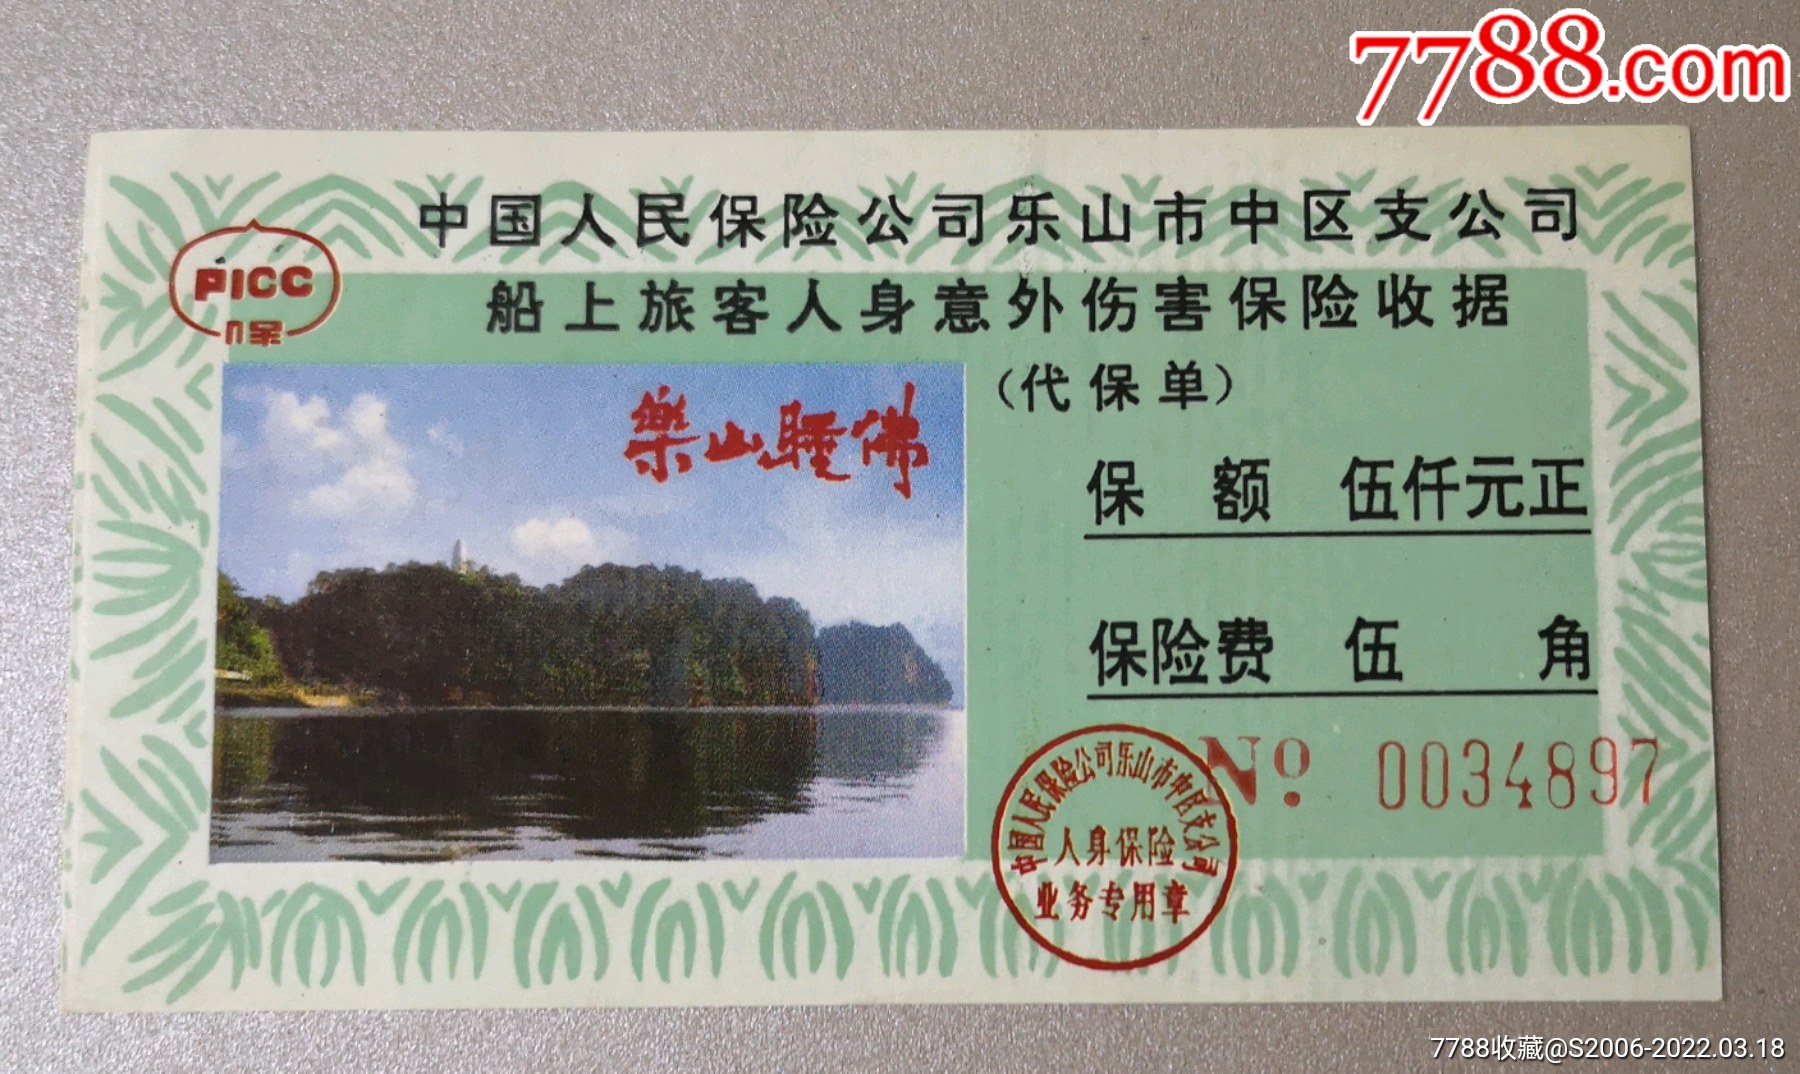 7788.com
中国人民保险公司乐山市中区支公司
PICC
船上旅客人身意外伤害保险收据
(代保单)
樂山睡佛
保 额 伍仟元正
保险费 伍 角
No 0034897
中国人民保险公司乐山市中区支公司
人身保险
业务专用章
7788收藏@S2006-2022.03.18